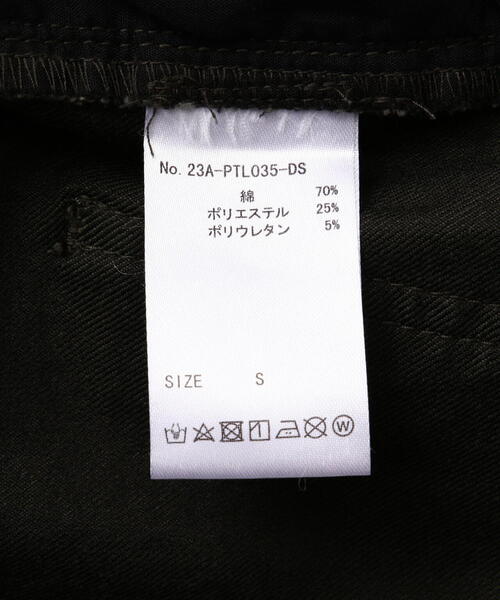 No. 23A-PTL035-DS
綿 70%
ポリエステル 25%
ポリウレタン 5%
SIZE S
W